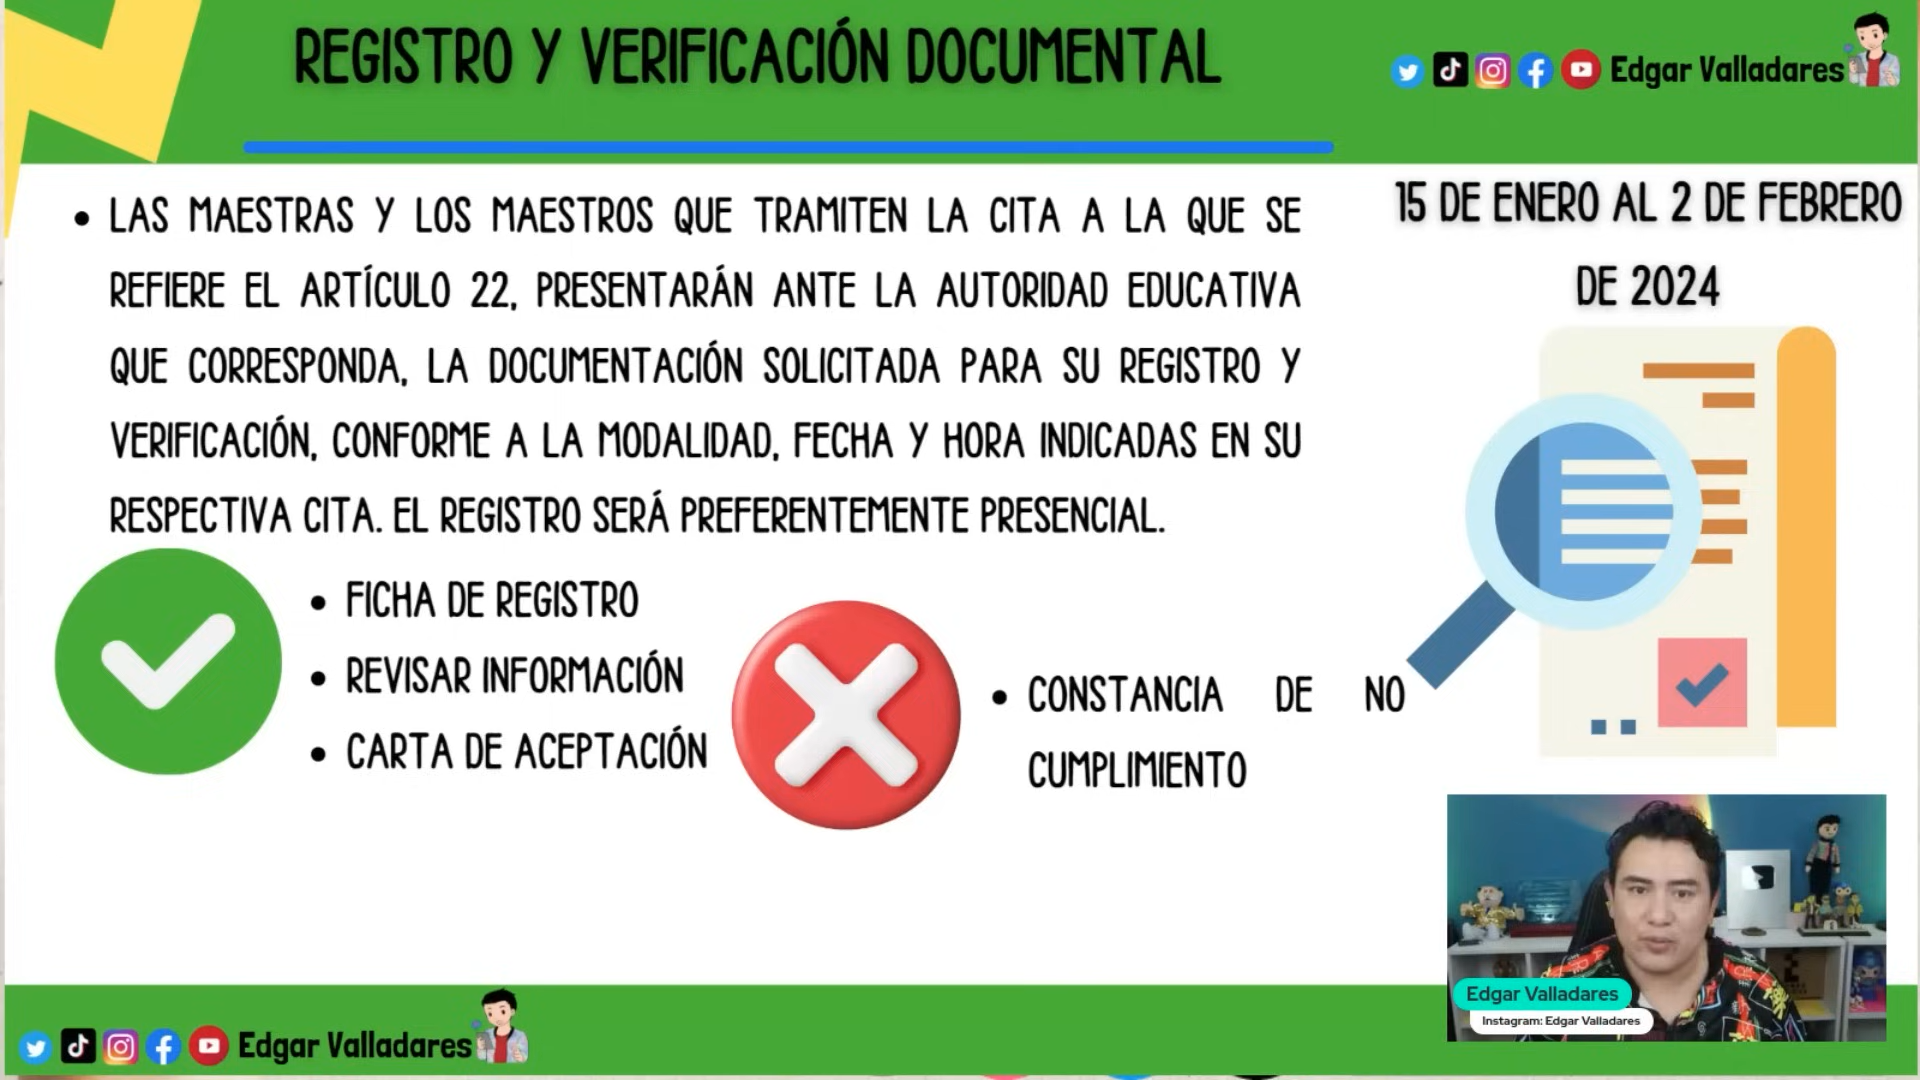 REGISTRO Y VERIFICACIÓN DOCUMENTAL
Edgar Valladares
LAS MAESTRAS Y LOS MAESTROS QUE TRAMITEN LA CITA A LA QUE SE
REFIERE EL ARTÍCULO 22, PRESENTARÁN ANTE LA AUTORIDAD EDUCATIVA
QUE CORRESPONDA, LA DOCUMENTACIÓN SOLICITADA PARA SU REGISTRO Y
VERIFICACIÓN, CONFORME A LA MODALIDAD, FECHA Y HORA INDICADAS EN SU
RESPECTIVA CITA. EL REGISTRO SERÁ PREFERENTEMENTE PRESENCIAL.
15 DE ENERO AL 2 DE FEBRERO
DE 2024
FICHA DE REGISTRO
REVISAR INFORMACIÓN
CARTA DE ACEPTACIÓN
CONSTANCIA DE NO
CUMPLIMIENTO
Edgar Valladares
Instagram: Edgar Valladares
Edgar Valladares